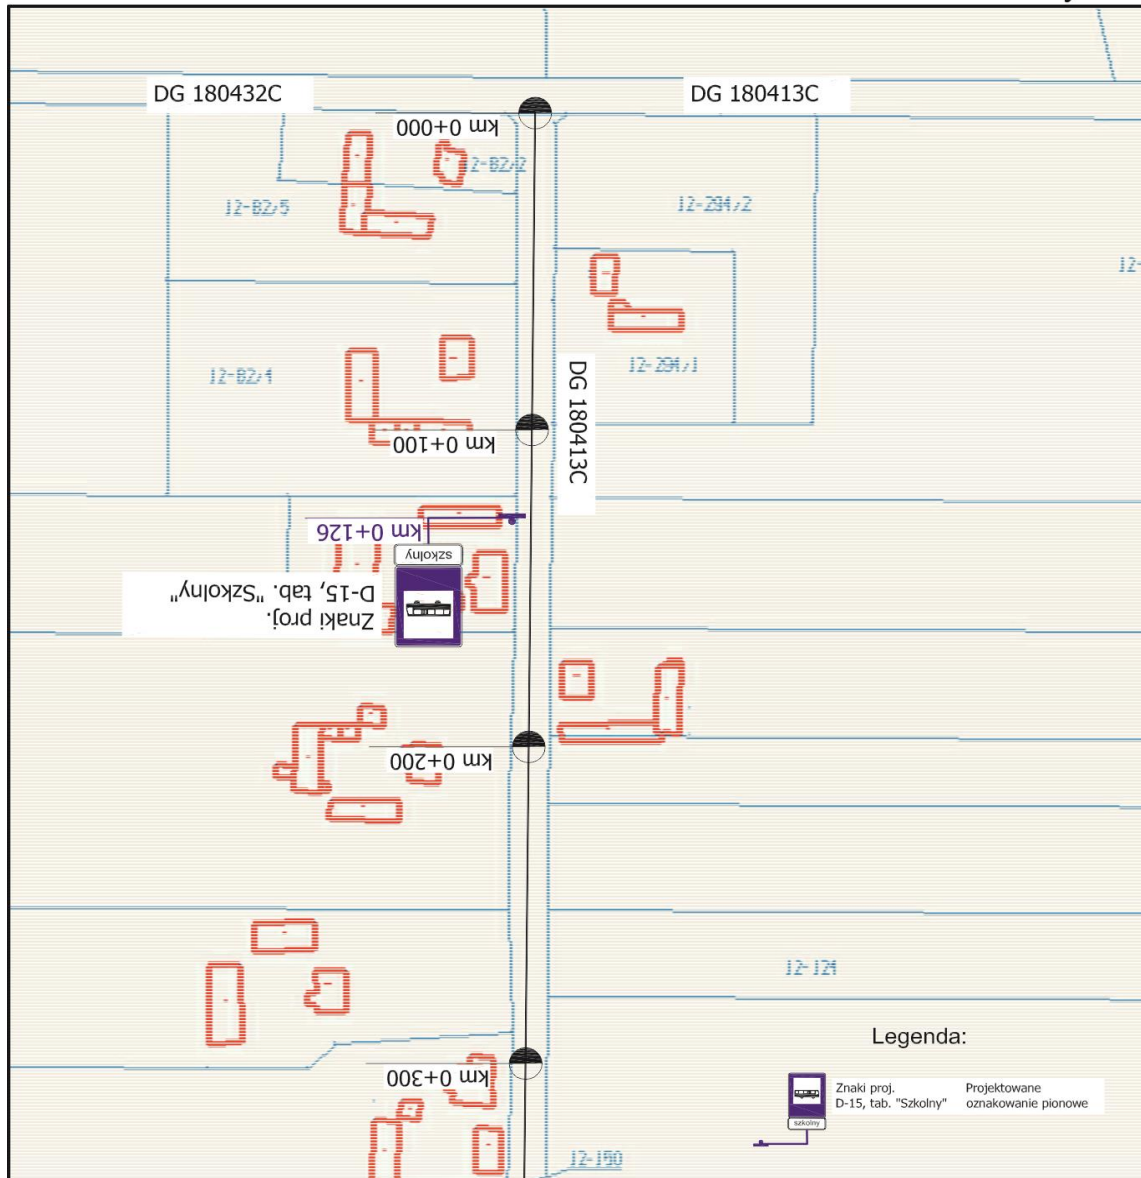 DG 180432C
DG 180413C
km 0+000
12-82/2
12-82/5
12-294/2
12-
12-82/4
12-294/1
DG 180413C
km 0+100
km 0+126
szkolny
Znaki proj.
D-15, tab. "Szkolny"
km 0+200
12-124
Legenda:
km 0+300
Znaki proj.
D-15, tab. "Szkolny"
Projektowane
oznakowanie pionowe
szkolny
12-150